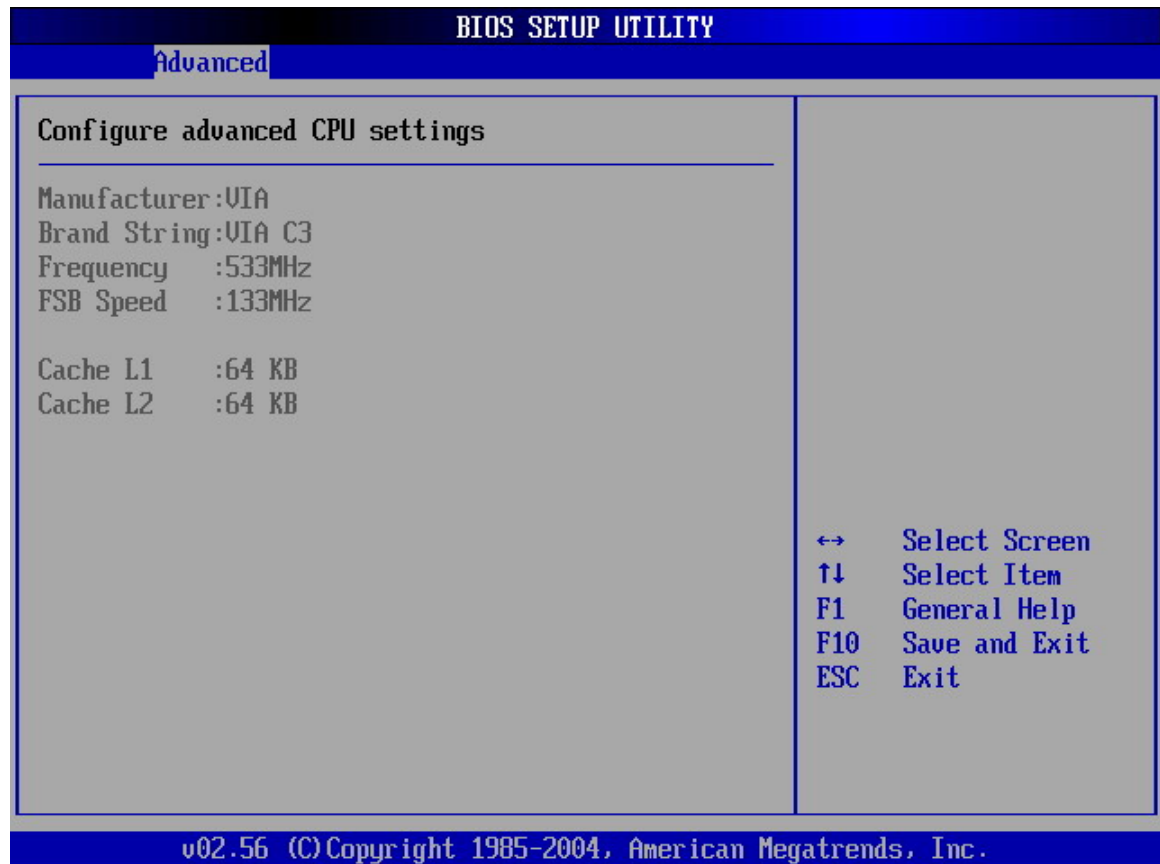 BIOS SETUP UTILITY
Advanced
Configure advanced CPU settings
Manufacturer:VIA
Brand String:VIA C3
Frequency :533MHz
FSB Speed :133MHz
Cache L1 :64 KB
Cache L2 :64 KB
↔ Select Screen
↑↓ Select Item
F1 General Help
F10 Save and Exit
ESC Exit
v02.56 (C)Copyright 1985-2004, American Megatrends, Inc.